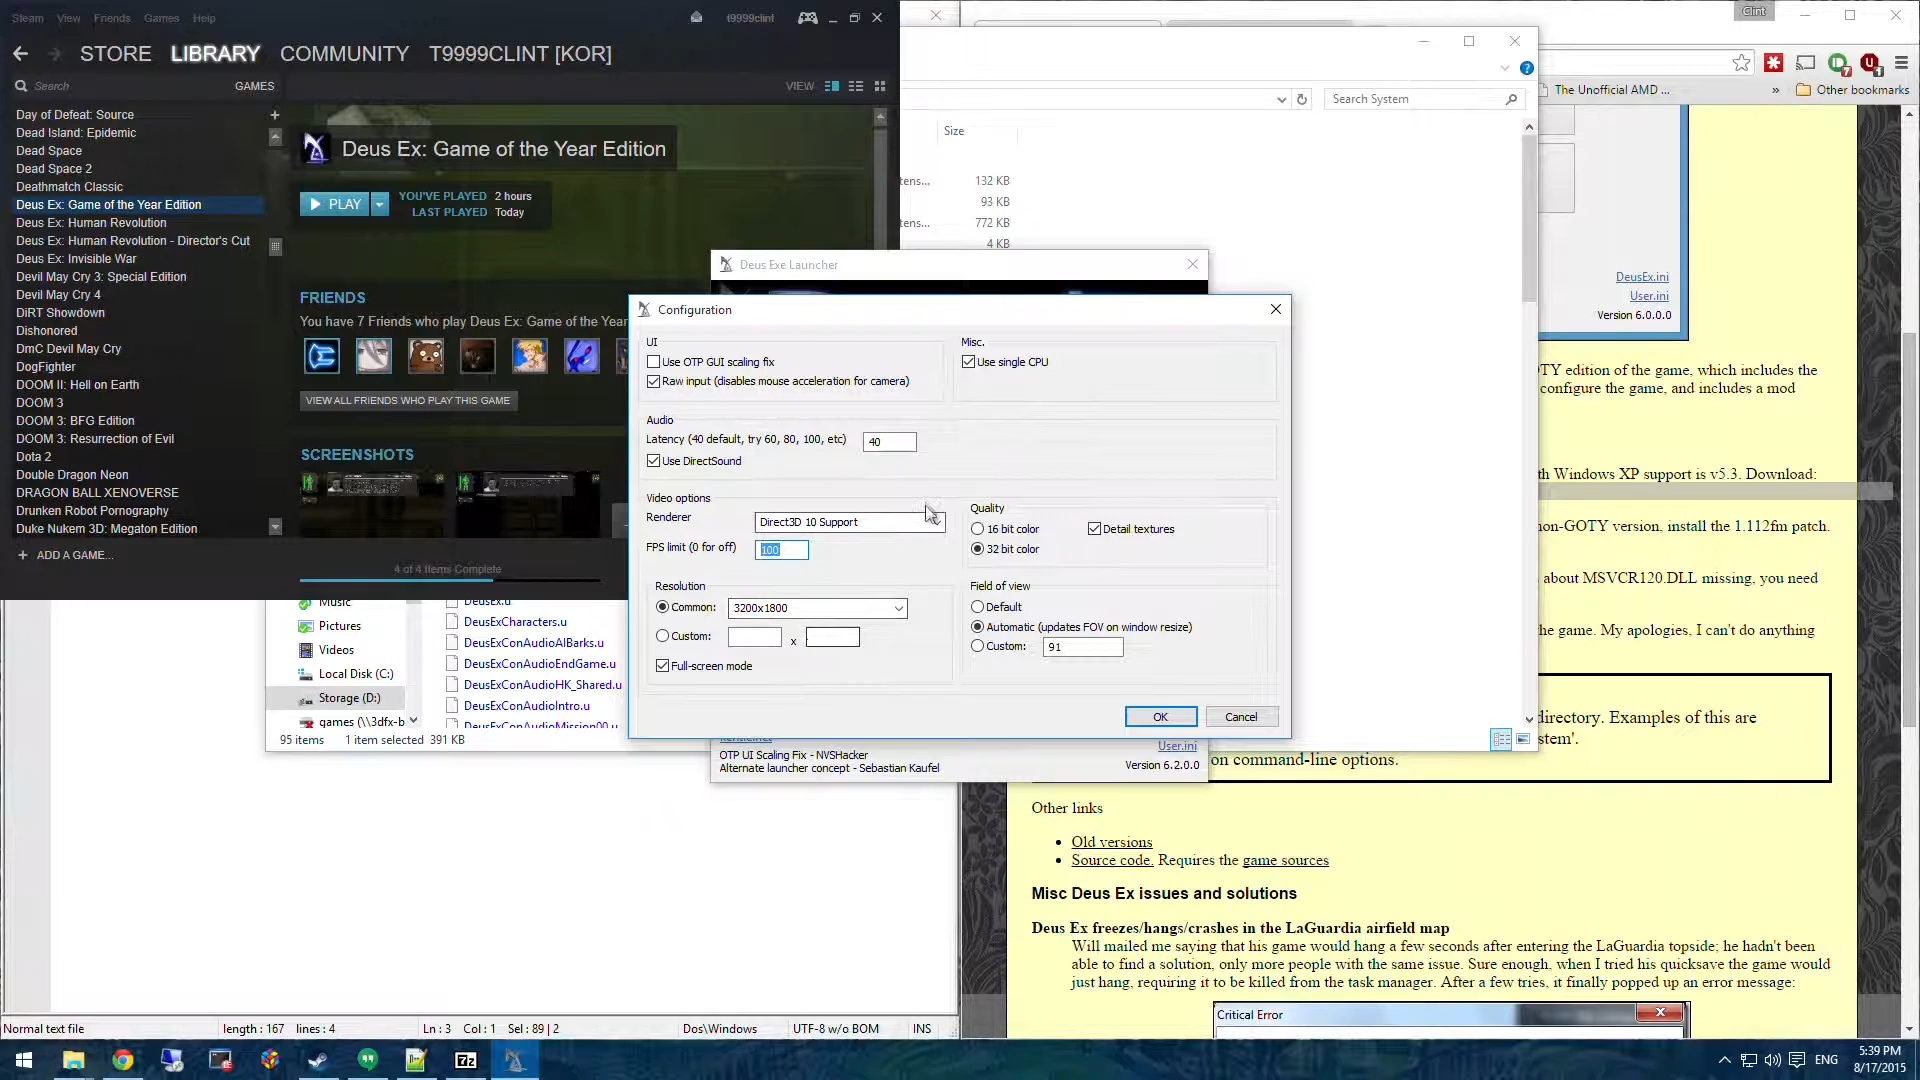 Steam View Friends Games Help
t9999clint
STORE LIBRARY COMMUNITY T9999CLINT [KOR]
Search
GAMES
VIEW
Day of Defeat: Source
Dead Island: Epidemic
Dead Space
Dead Space 2
Deathmatch Classic
Deus Ex: Game of the Year Edition
Deus Ex: Human Revolution
Deus Ex: Human Revolution - Director's Cut
Deus Ex: Invisible War
Devil May Cry 3: Special Edition
Devil May Cry 4
DiRT Showdown
Dishonored
DmC Devil May Cry
DogFighter
DOOM II: Hell on Earth
DOOM 3
DOOM 3: BFG Edition
DOOM 3: Resurrection of Evil
Dota 2
Double Dragon Neon
DRAGON BALL XENOVERSE
Drunken Robot Pornography
Duke Nukem 3D: Megaton Edition
+ ADD A GAME...
Deus Ex: Game of the Year Edition
PLAY
YOU'VE PLAYED 2 hours
LAST PLAYED Today
FRIENDS
You have 7 Friends who play Deus Ex: Game of the Year
VIEW ALL FRIENDS WHO PLAY THIS GAME
SCREENSHOTS
4 of 4 Items Complete
Music
Pictures
Videos
Local Disk (C:)
Storage (D:)
games (\\3dfx-b
DeusEx.u
DeusExCharacters.u
DeusExConAudioAIBarks.u
DeusExConAudioEndGame.u
DeusExConAudioHK_Shared.u
DeusExConAudioIntro.u
DeusExConAudioMission00.u
95 items 1 item selected 391 KB
Search System
Size
tens... 132 KB
93 KB
tens... 772 KB
4 KB
Deus Exe Launcher
Configuration
UI
Use OTP GUI scaling fix
Raw input (disables mouse acceleration for camera)
Misc.
Use single CPU
Audio
Latency (40 default, try 60, 80, 100, etc) 40
Use DirectSound
Video options
Renderer Direct3D 10 Support
FPS limit (0 for off) 100
Quality
16 bit color
32 bit color
Detail textures
Resolution
Common: 3200x1800
Custom: x
Full-screen mode
Field of view
Default
Automatic (updates FOV on window resize)
Custom: 91
OK Cancel
User.ini
OTP UI Scaling Fix - NVSHacker
Alternate launcher concept - Sebastian Kaufel
Version 6.2.0.0
Clint
The Unofficial AMD ...
» Other bookmarks
DeusEx.ini
User.ini
Version 6.0.0.0
TY edition of the game, which includes the
configure the game, and includes a mod
th Windows XP support is v5.3. Download:
non-GOTY version, install the 1.112fm patch.
about MSVCR120.DLL missing, you need
he game. My apologies, I can't do anything
directory. Examples of this are
stem'.
on command-line options.
Other links
• Old versions
• Source code. Requires the game sources
Misc Deus Ex issues and solutions
Deus Ex freezes/hangs/crashes in the LaGuardia airfield map
Will mailed me saying that his game would hang a few seconds after entering the LaGuardia topside; he hadn't been
able to find a solution, only more people with the same issue. Sure enough, when I tried his quicksave the game would
just hang, requiring it to be killed from the task manager. After a few tries, it finally popped up an error message:
Critical Error
Normal text file length : 167 lines : 4 Ln : 3 Col : 1 Sel : 89 | 2 Dos\Windows UTF-8 w/o BOM INS
7z
ENG
5:39 PM
8/17/2015